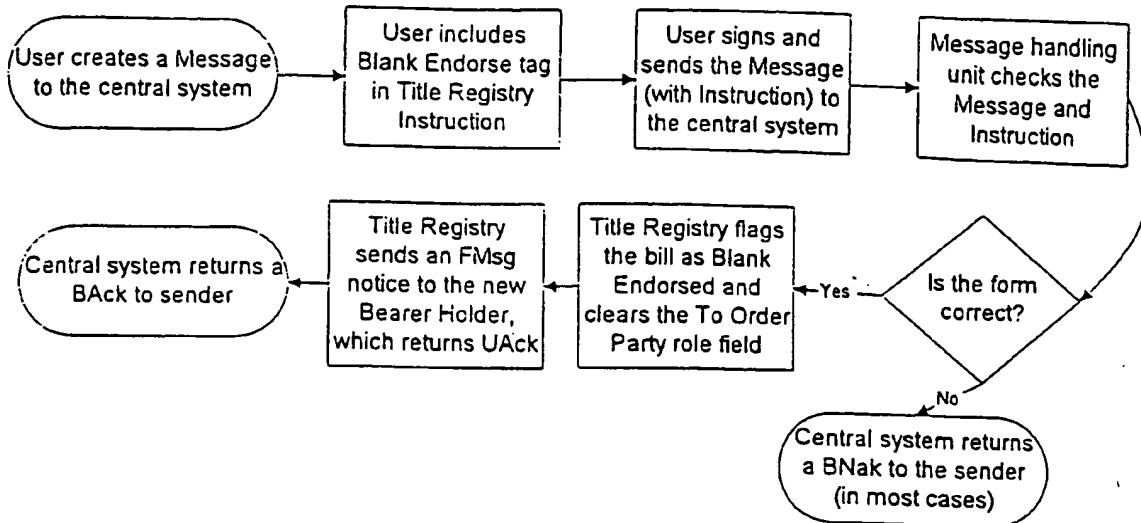 User creates a Message
to the central system
User includes
Blank Endorse tag
in Title Registry
Instruction
User signs and
sends the Message
(with Instruction) to
the central system
Message handling
unit checks the
Message and
Instruction
Is the form
correct?
Yes
Title Registry flags
the bill as Blank
Endorsed and
clears the To Order
Party role field
Title Registry
sends an FMsg
notice to the new
Bearer Holder,
which returns UAck
Central system returns a
BAck to sender
No
Central system returns
a BNak to the sender
(in most cases)